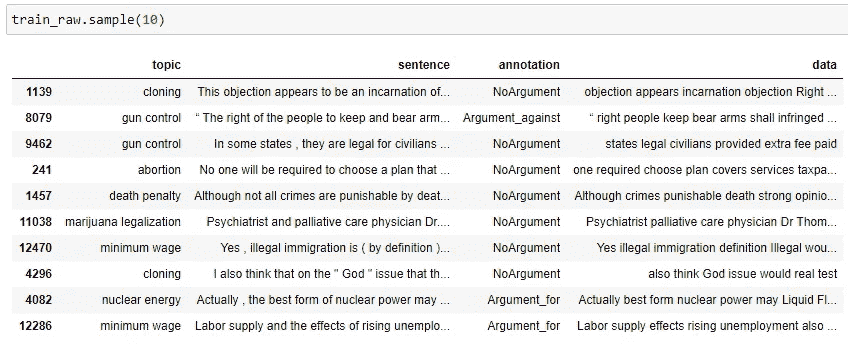 train_raw.sample(10)
topic sentence annotation data
1139 cloning This objection appears to be an incarnation of... NoArgument objection appears incarnation objection Right ...
8079 gun control “ The right of the people to keep and bear arm... Argument_against “ right people keep bear arms shall infringed ...
9462 gun control In some states , they are legal for civilians ... NoArgument states legal civilians provided extra fee paid
241 abortion No one will be required to choose a plan that ... NoArgument one required choose plan covers services taxpa...
1457 death penalty Although not all crimes are punishable by deat... NoArgument Although crimes punishable death strong opinio...
11038 marijuana legalization Psychiatrist and palliative care physician Dr.... NoArgument Psychiatrist palliative care physician Dr Thom...
12470 minimum wage Yes , illegal immigration is ( by definition )... NoArgument Yes illegal immigration definition Illegal wou...
4296 cloning I also think that on the " God " issue that th... NoArgument also think God issue would real test
4082 nuclear energy Actually , the best form of nuclear power may ... Argument_for Actually best form nuclear power may Liquid Fl...
12286 minimum wage Labor supply and the effects of rising unemplo... Argument_for Labor supply effects rising unemployment also ...